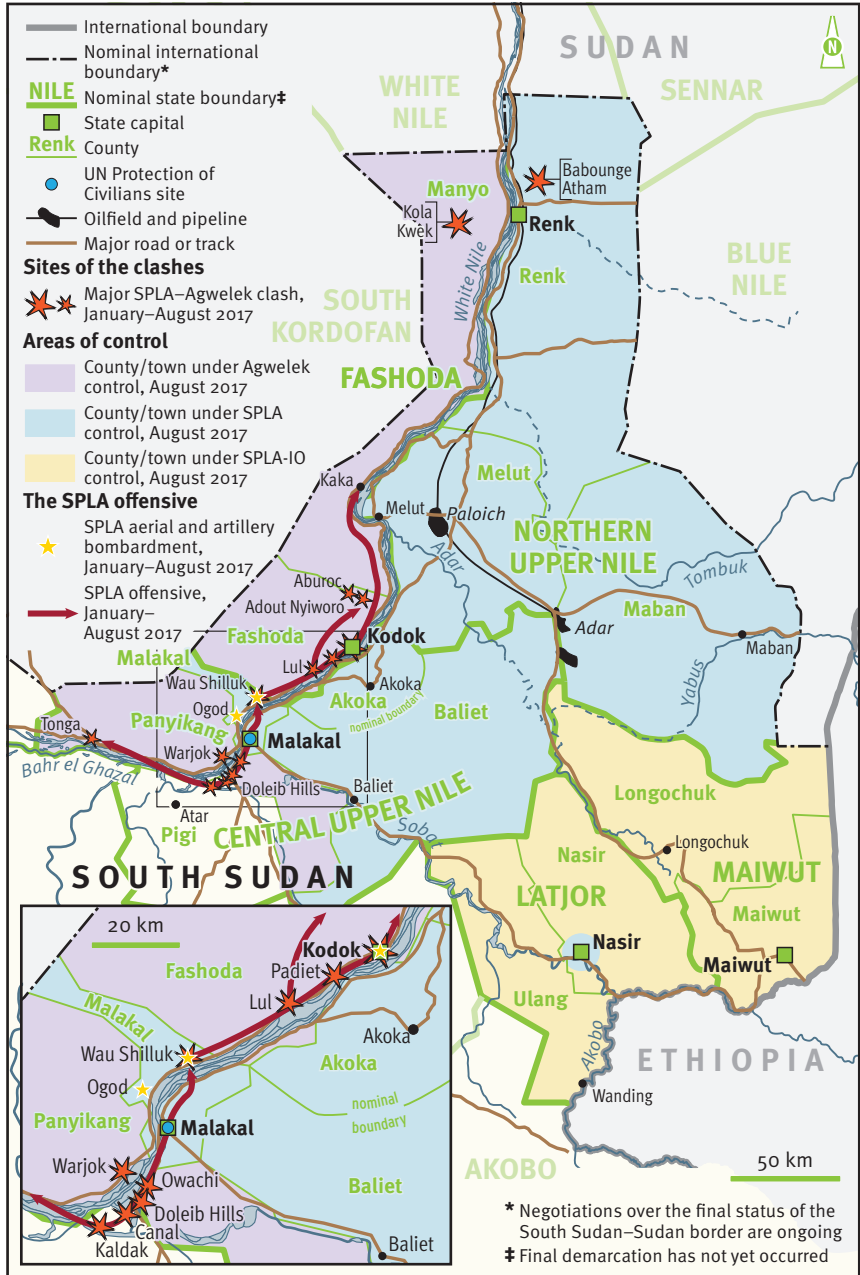 International boundary
Nominal international
boundary*
NILE
Nominal state boundary‡
State capital
Renk
County
UN Protection of
Civilians site
Oilfield and pipeline
Major road or track
Sites of the clashes
Major SPLA–Agwelek clash,
January–August 2017
Areas of control
County/town under Agwelek
control, August 2017
County/town under SPLA
control, August 2017
County/town under SPLA-IO
control, August 2017
The SPLA offensive
SPLA aerial and artillery
bombardment,
January–August 2017
SPLA offensive,
January–
August 2017
SUDAN
N
WHITE
NILE
SENNAR
Babounge
Atham
Manyo
Kola
Kwek
Renk
White Nile
Renk
BLUE
NILE
SOUTH
KORDOFAN
FASHODA
Kaka
Melut
Melut
Paloich
NORTHERN
UPPER NILE
Adar
Tombuk
Aburoc
Adout Nyiworo
Maban
Adar
Fashoda
Kodok
Maban
Malakal
Lul
Yabus
Wau Shilluk
Akoka
Akoka
nominal boundary
Baliet
Ogod
Panyikang
Tonga
Malakal
Warjok
Bahr el Ghazal
Doleib Hills
Baliet
Longochuk
Atar
CENTRAL UPPER NILE
Pigi
Sobat
Nasir
Longochuk
SOUTH SUDAN
LATJOR
MAIWUT
Maiwut
Nasir
Maiwut
Ulang
Akobo
ETHIOPIA
Wanding
AKOBO
50 km
* Negotiations over the final status of the
South Sudan–Sudan border are ongoing
‡ Final demarcation has not yet occurred
20 km
Kodok
Fashoda
Padiet
Lul
Malakal
Akoka
Wau Shilluk
Akoka
Ogod
nominal
boundary
Panyikang
Malakal
Warjok
Owachi
Baliet
Doleib Hills
Canal
Kaldak
Baliet